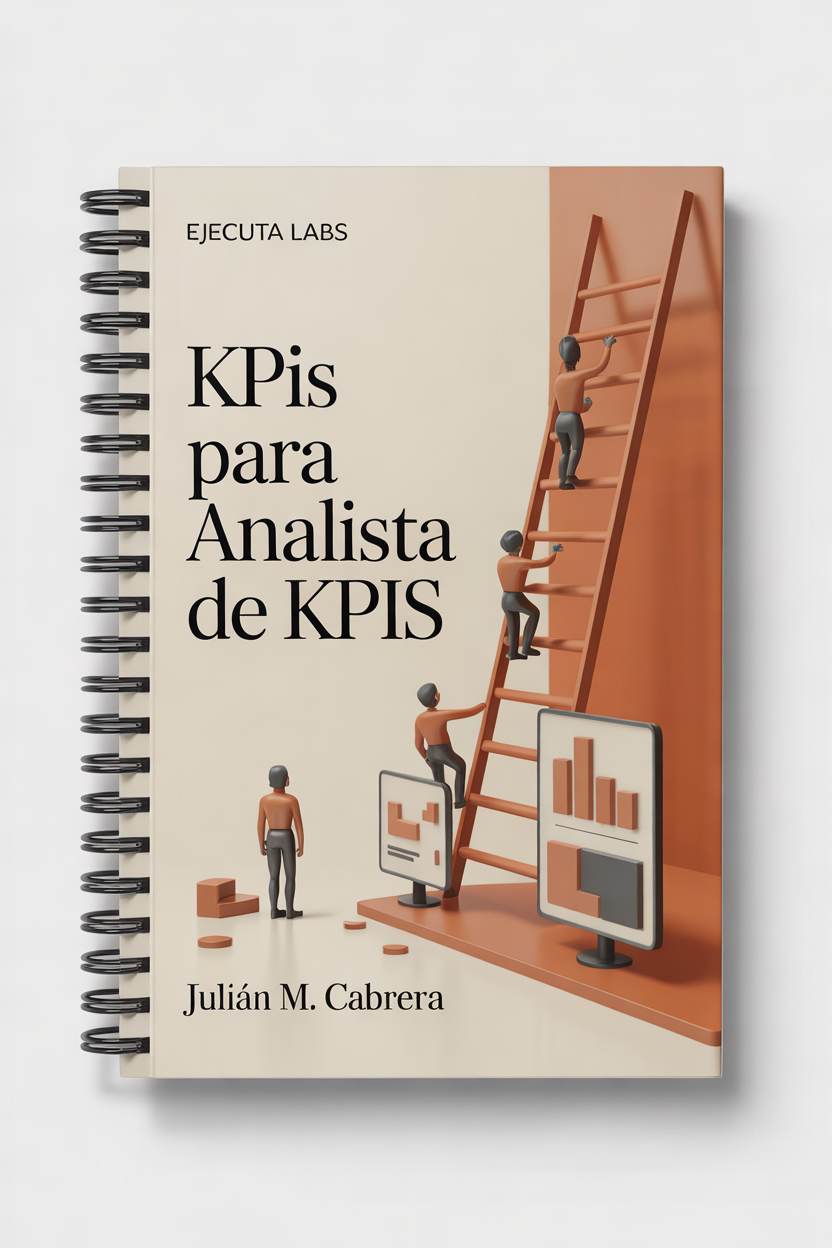 EJECUTA LABS
KPis
para
Analista
de KPIS
Julián M. Cabrera